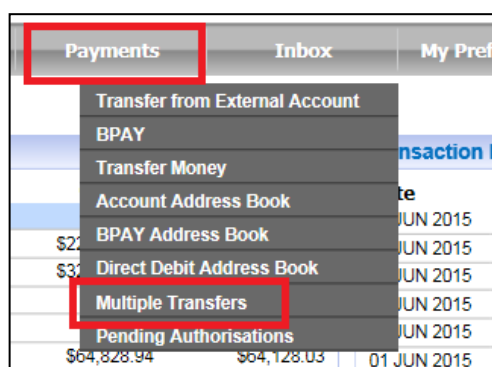 Payments Inbox My Pref
Transfer from External Account
BPAY
nsaction
Transfer Money
te
Account Address Book
JUN 2015
BPAY Address Book
$22
JUN 2015
Direct Debit Address Book
$32
JUN 2015
Multiple Transfers
JUN 2015
Pending Authorisations
JUN 2015
$64,828.94 $64,128.03 01 JUN 2015